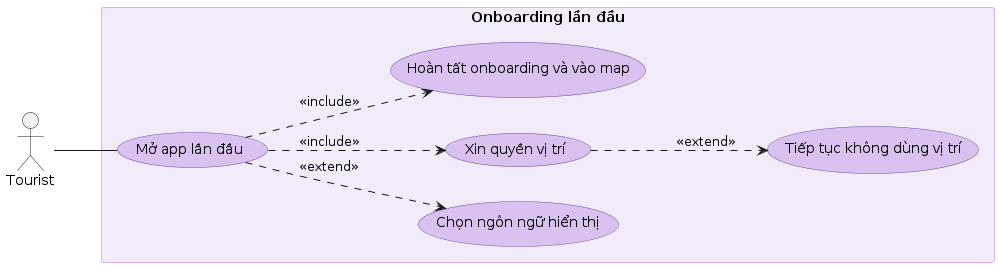 Onboarding lần đầu
Hoàn tất onboarding và vào map
«include»
Mở app lần đầu
«include»
Xin quyền vị trí
«extend»
Tiếp tục không dùng vị trí
«extend»
Tourist
Chọn ngôn ngữ hiển thị